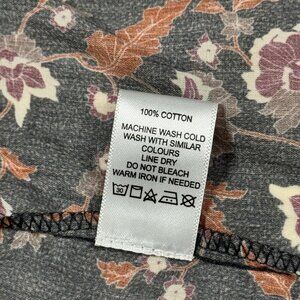 100% COTTON
MACHINE WASH COLD
WASH WITH SIMILAR
COLOURS
LINE DRY
DO NOT BLEACH
WARM IRON IF NEEDED